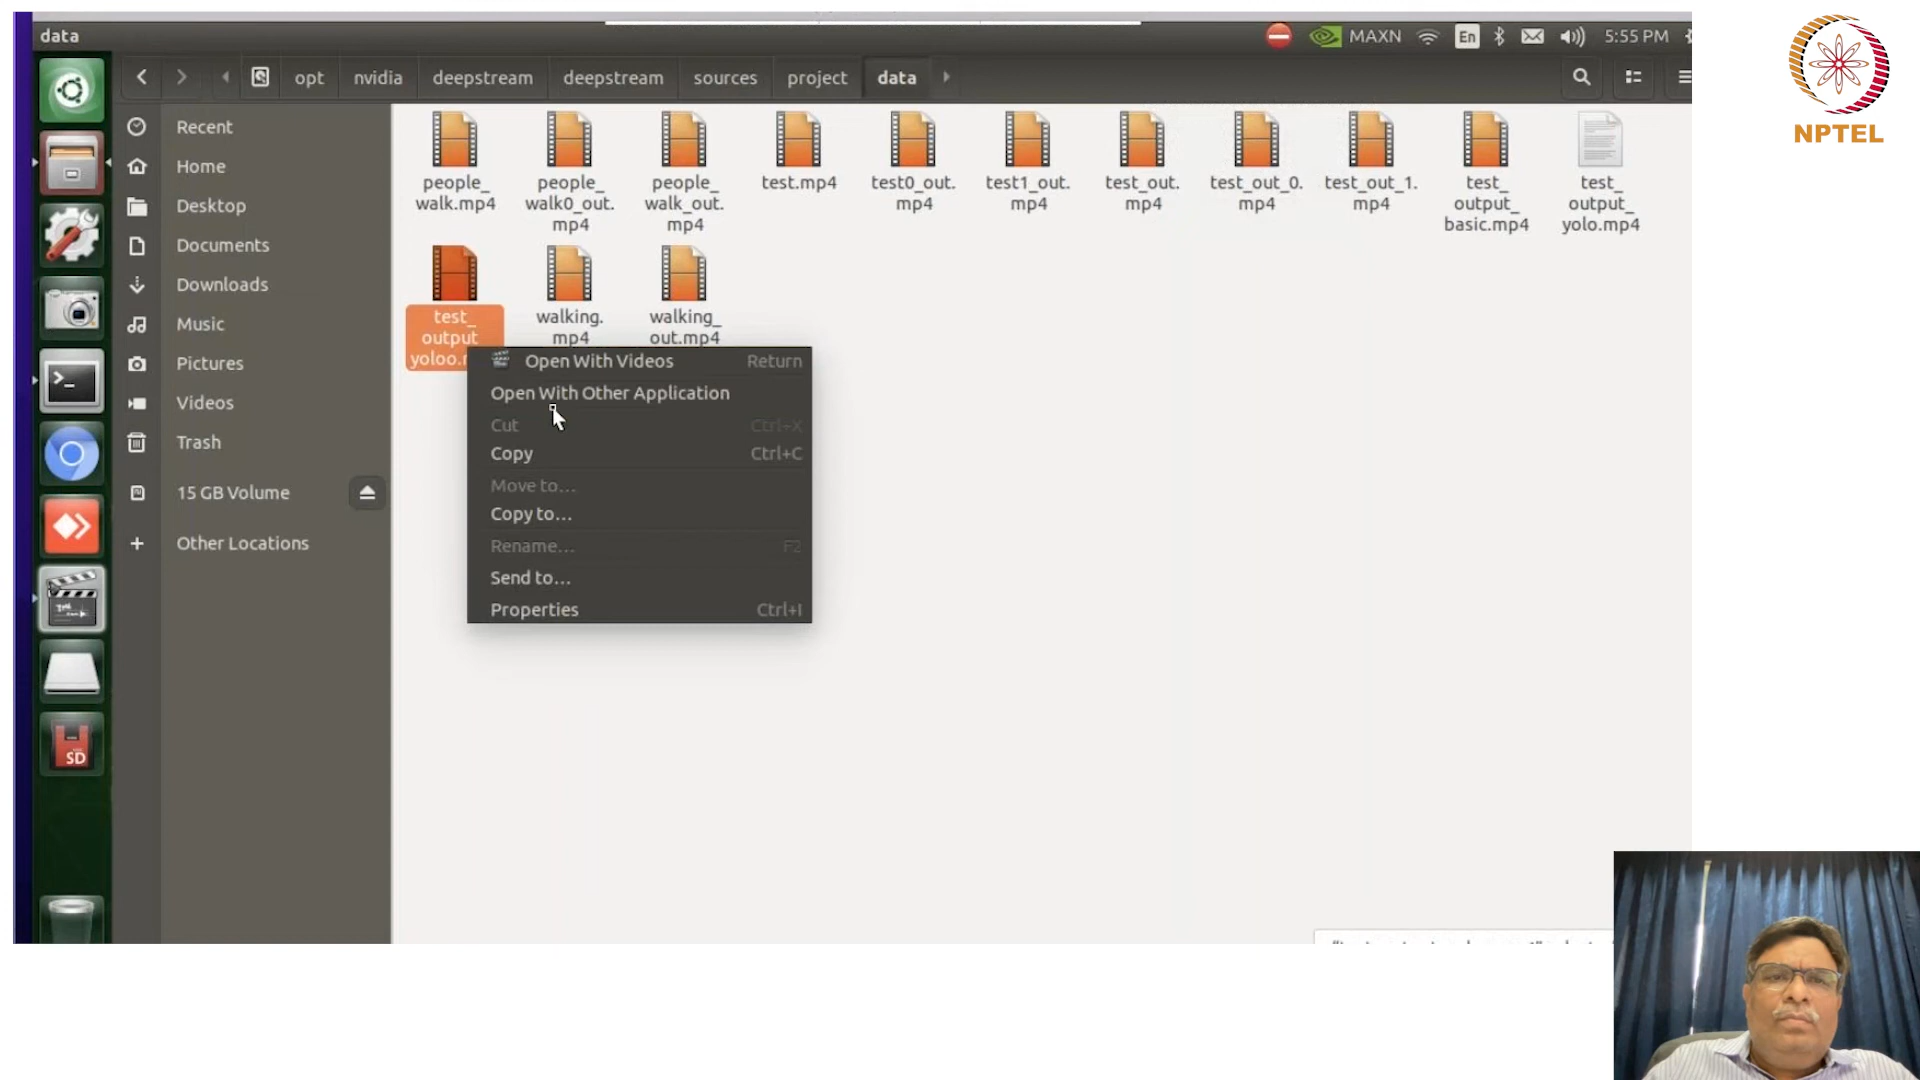 data
MAXN En 5:55 PM
NPTEL
opt nvidia deepstream deepstream sources project data
Recent
Home
Desktop
Documents
Downloads
Music
Pictures
Videos
Trash
15 GB Volume
Other Locations
people_
walk.mp4
people_
walk0_out.
mp4
people_
walk_out.
mp4
test.mp4
test0_out.
mp4
test1_out.
mp4
test_out.
mp4
test_out_0.
mp4
test_out_1.
mp4
test_
output_
basic.mp4
test_
output_
yolo.mp4
test_
output
yoloo.
walking.
mp4
walking_
out.mp4
Open With Videos Return
Open With Other Application
Cut Ctrl+X
Copy Ctrl+C
Move to…
Copy to…
Rename… F2
Send to…
Properties Ctrl+I
SD